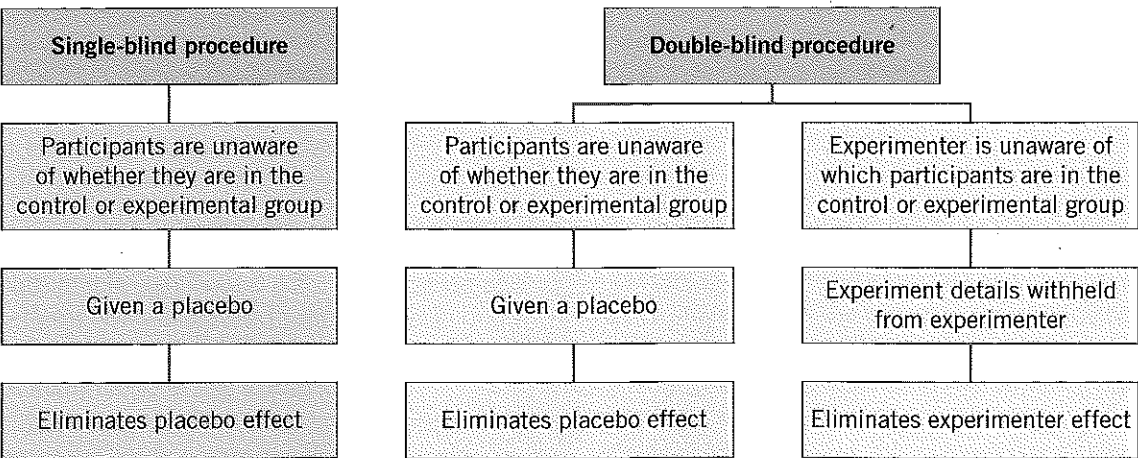 Single-blind procedure
Participants are unaware
of whether they are in the
control or experimental group
Given a placebo
Eliminates placebo effect
Double-blind procedure
Participants are unaware
of whether they are in the
control or experimental group
Given a placebo
Eliminates placebo effect
Experimenter is unaware of
which participants are in the
control or experimental group
Experiment details withheld
from experimenter
Eliminates experimenter effect